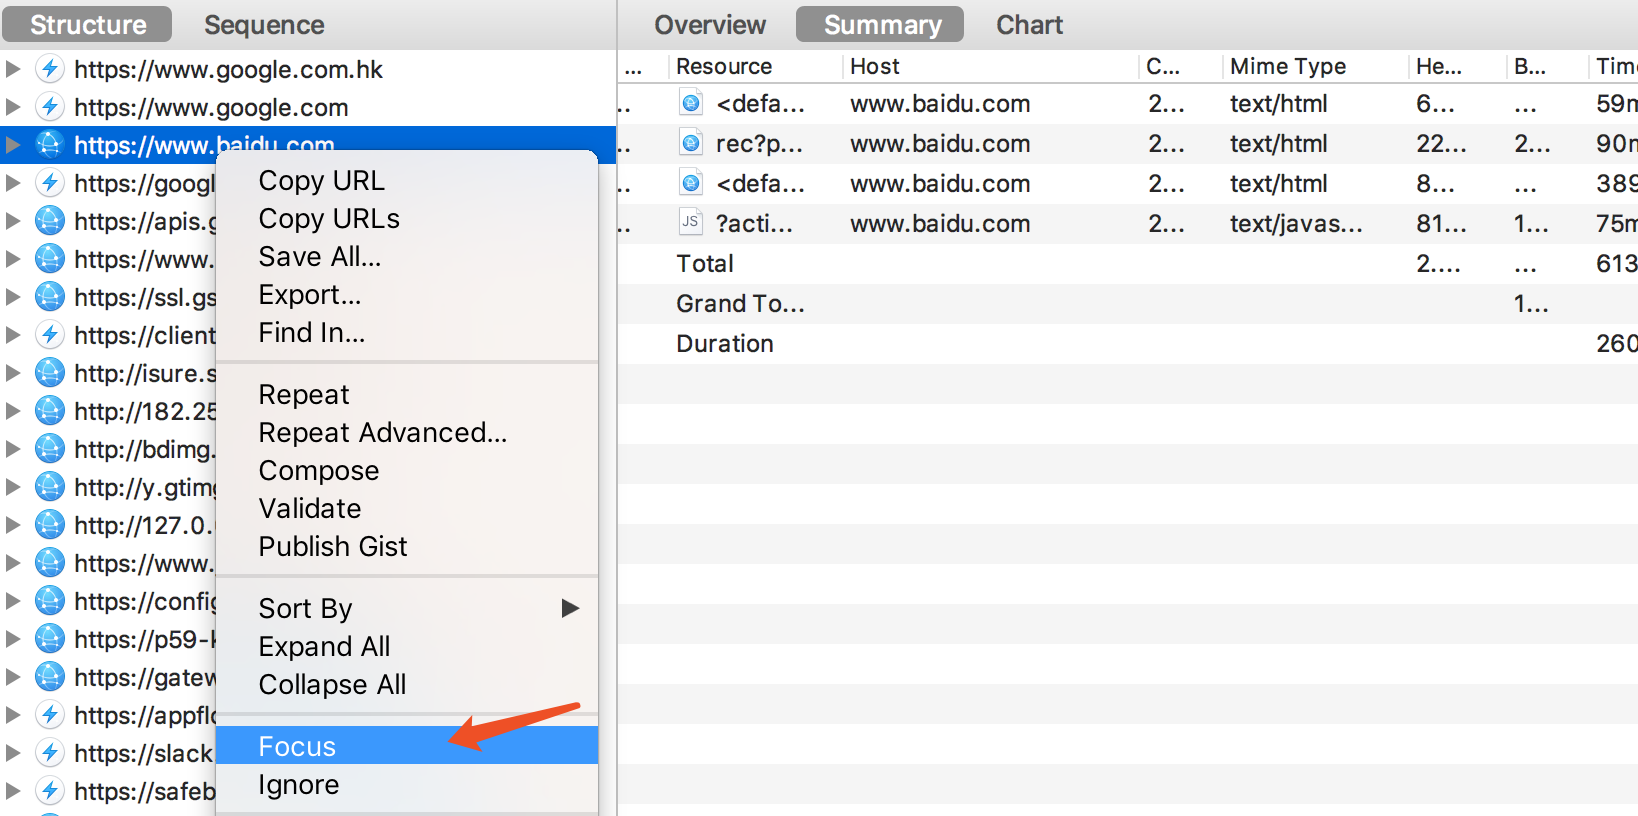 Structure
Sequence
https://www.google.com.hk
https://www.google.com
https://www.baidu.com
https://googl
https://apis.g
https://www.
https://ssl.gs
https://client
http://isure.s
http://182.25
http://bdimg.
http://y.gtimg
http://127.0.
https://www.
https://config
https://p59-k
https://gatew
https://appflo
https://slack
https://safeb
Copy URL
Copy URLs
Save All...
Export...
Find In...
Repeat
Repeat Advanced...
Compose
Validate
Publish Gist
Sort By
Expand All
Collapse All
Focus
Ignore
Overview
Summary
Chart
... Resource Host C... Mime Type He... B... Tim
.. <defa... www.baidu.com 2... text/html 6... ... 59m
.. rec?p... www.baidu.com 2... text/html 22... 2... 90m
.. <defa... www.baidu.com 2... text/html 8... ... 389
.. JS ?acti... www.baidu.com 2... text/javas... 81... 1... 75m
Total 2.... ... 613
Grand To... 1...
Duration 260